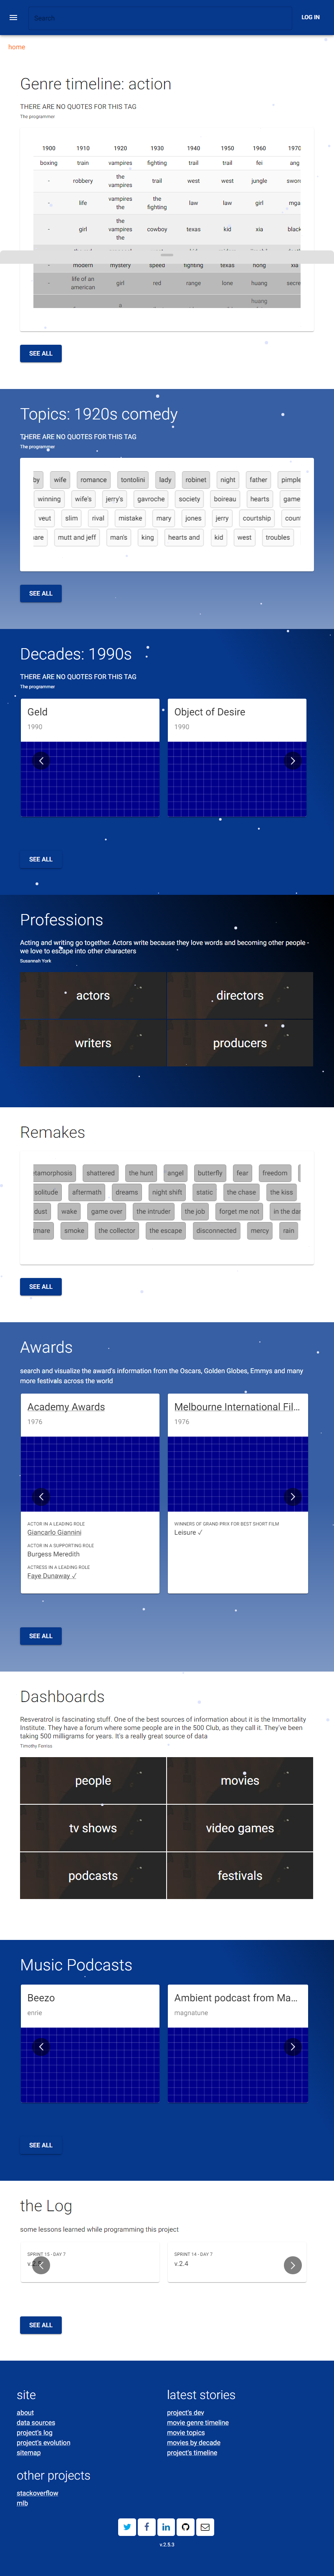 Search
LOG IN
home
Genre timeline: action
THERE ARE NO QUOTES FOR THIS TAG
The programmer
1900 1910 1920 1930 1940 1950 1960 1970
boxing train vampires fighting trail trail fei ang
- robbery the vampires trail west west jungle swor
- life vampires the the fighting law law girl mga
- girl the vampires the cowboy texas kid xia black
- modern mystery speed fighting texas hong xia
- life of an american girl red range lone huang secre
huang
SEE ALL
Topics: 1920s comedy
THERE ARE NO QUOTES FOR THIS TAG
The programmer
by wife romance tontolini lady robinet night father pimple
winning wife's jerry's gavroche society boireau hearts game
veut slim rival mistake mary jones jerry courtship coun
are mutt and jeff man's king hearts and kid west troubles
SEE ALL
Decades: 1990s
THERE ARE NO QUOTES FOR THIS TAG
The programmer
Geld
1990
Object of Desire
1990
SEE ALL
Professions
Acting and writing go together. Actors write because they love words and becoming other people -
we love to escape into other characters
Susannah York
actors directors
writers producers
Remakes
tamorphosis shattered the hunt angel butterfly fear freedom
solitude aftermath dreams night shift static the chase the kiss
dust wake game over the intruder the job forget me not in the da
tmare smoke the collector the escape disconnected mercy rain
SEE ALL
Awards
search and visualize the award's information from the Oscars, Golden Globes, Emmys and many
more festivals across the world
Academy Awards
1976
ACTOR IN A LEADING ROLE
Giancarlo Giannini
ACTOR IN A SUPPORTING ROLE
Burgess Meredith
ACTRESS IN A LEADING ROLE
Faye Dunaway ✓
Melbourne International Fil...
1976
WINNERS OF GRAND PRIX FOR BEST SHORT FILM
Leisure ✓
SEE ALL
Dashboards
Resveratrol is fascinating stuff. One of the best sources of information about it is the Immortality
Institute. They have a forum where some people are in the 500 Club, as they call it. They've been
taking 500 milligrams for years. It's a really great source of data
Timothy Ferriss
people movies
tv shows video games
podcasts festivals
Music Podcasts
Beezo
enne
Ambient podcast from Ma...
magnatune
SEE ALL
the Log
some lessons learned while programming this project
SPRINT 15 - DAY 7
SPRINT 14 - DAY 7
v.2.4
SEE ALL
site
about
data sources
project's log
project's evolution
sitemap
latest stories
project's dev
movie genre timeline
movie topics
movies by decade
project's timeline
other projects
stackoverflow
mlb
v.2.5.3